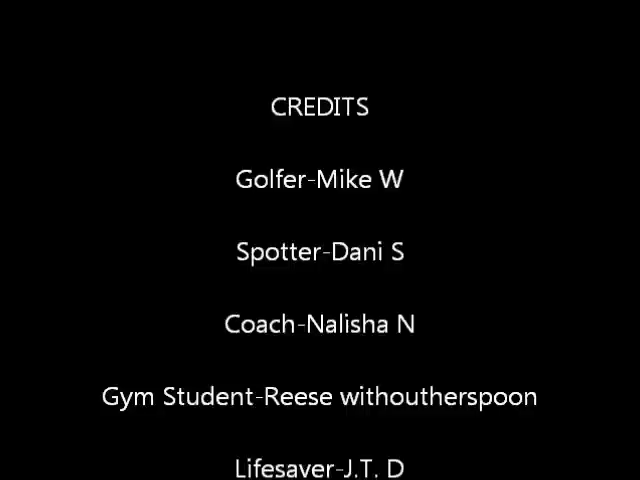 CREDITS
Golfer-Mike W
Spotter-Dani S
Coach-Nalisha N
Gym Student-Reese withoutherspoon
Lifesaver-J.T. D